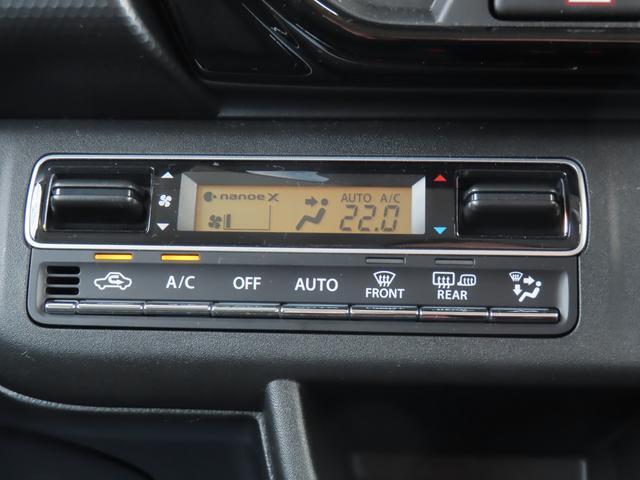 nanoe X
AUTO A/C
22.0
A/C
OFF
AUTO
FRONT
REAR